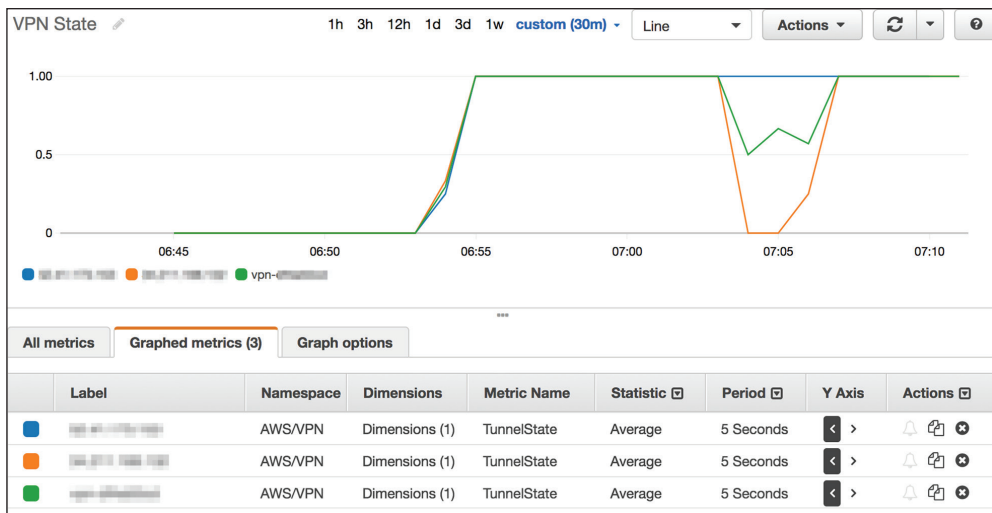 VPN State 1h 3h 12h 1d 3d 1w custom (30m) Line Actions ?
1.00
0.5
0
06:45 06:50 06:55 07:00 07:05 07:10
vpn-
All metrics Graphed metrics (3) Graph options
Label Namespace Dimensions Metric Name Statistic Period Y Axis Actions
AWS/VPN Dimensions (1) TunnelState Average 5 Seconds < >
AWS/VPN Dimensions (1) TunnelState Average 5 Seconds < >
AWS/VPN Dimensions (1) TunnelState Average 5 Seconds < >